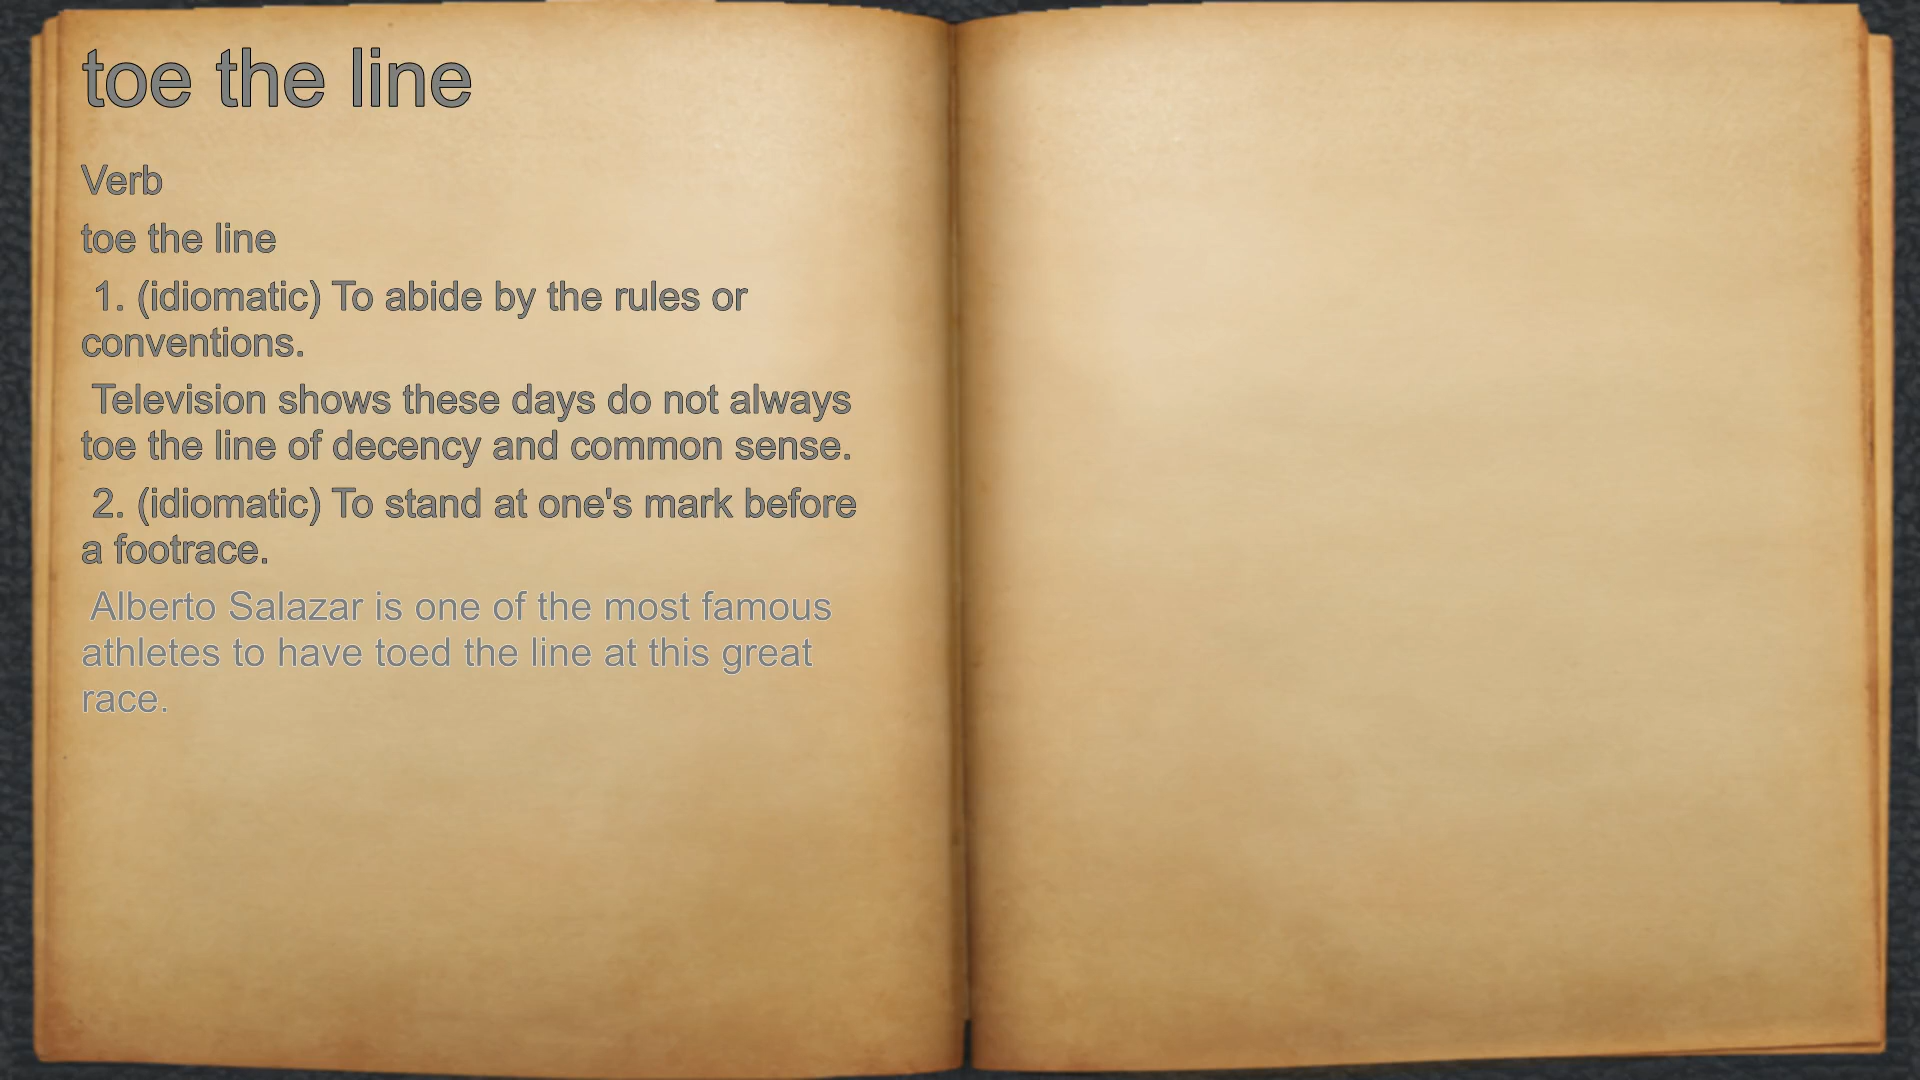 toe the line
Verb
toe the line
1. (idiomatic) To abide by the rules or
conventions.
Television shows these days do not always
toe the line of decency and common sense.
2. (idiomatic) To stand at one's mark before
a footrace.
Alberto Salazar is one of the most famous
athletes to have toed the line at this great
race.